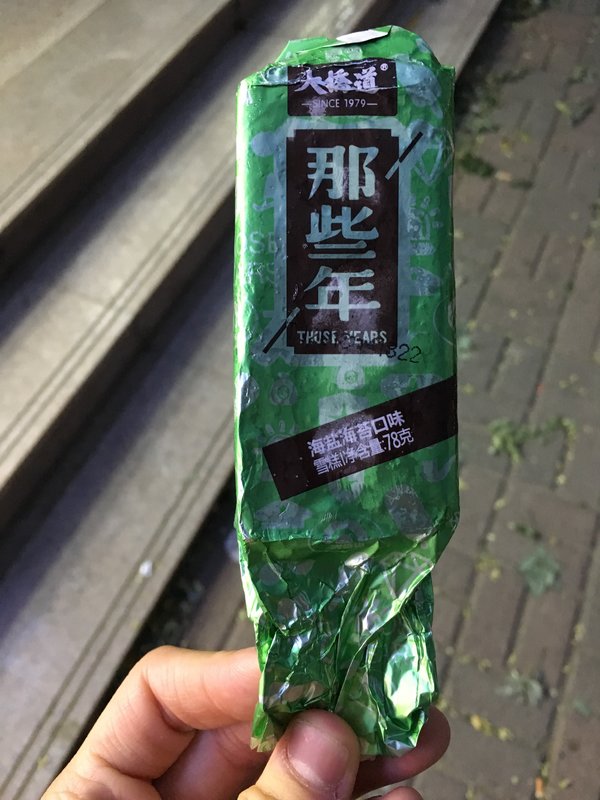 大桥道®
SINCE 1979
那些年
THOSE YEARS
海盐海苔口味
雪糕|净含量:78克